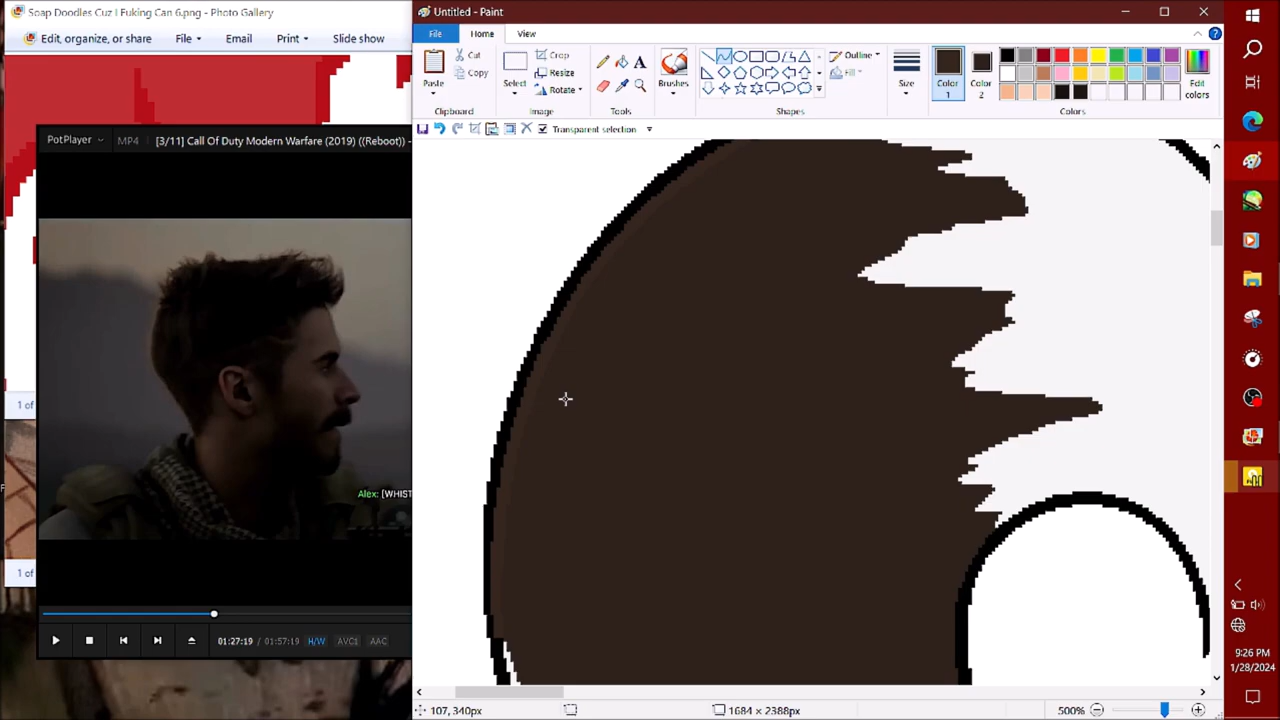 Soap Doodles Cuz I Fuking Can 6.png - Photo Gallery
Edit, organize, or share
File
Email
Print
Slide show
1 of
1 of
PotPlayer
MP4
[3/11] Call Of Duty Modern Warfare (2019) ((Reboot)) -
Alex: [WHIST
01:27:19 / 01:57:19
H/W
AVC1
AAC
Untitled - Paint
File
Home
View
Paste
Cut
Copy
Clipboard
Select
Crop
Resize
Rotate
Image
Tools
Brushes
Shapes
Outline
Fill
Size
Color 1
Color 2
Edit colors
Colors
Transparent selection
107, 340px
1684 × 2388px
500%
9:26 PM
1/28/2024